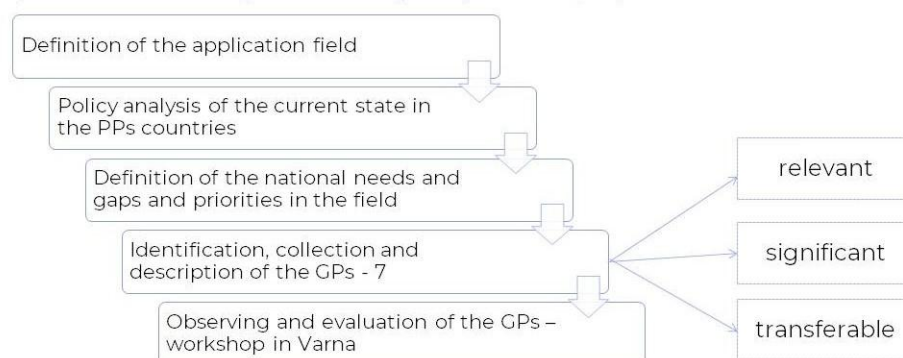 Definition of the application field
Policy analysis of the current state in
the PPs countries
Definition of the national needs and
gaps and priorities in the field
Identification, collection and
description of the GPs - 7
Observing and evaluation of the GPs –
workshop in Varna
relevant
significant
transferable